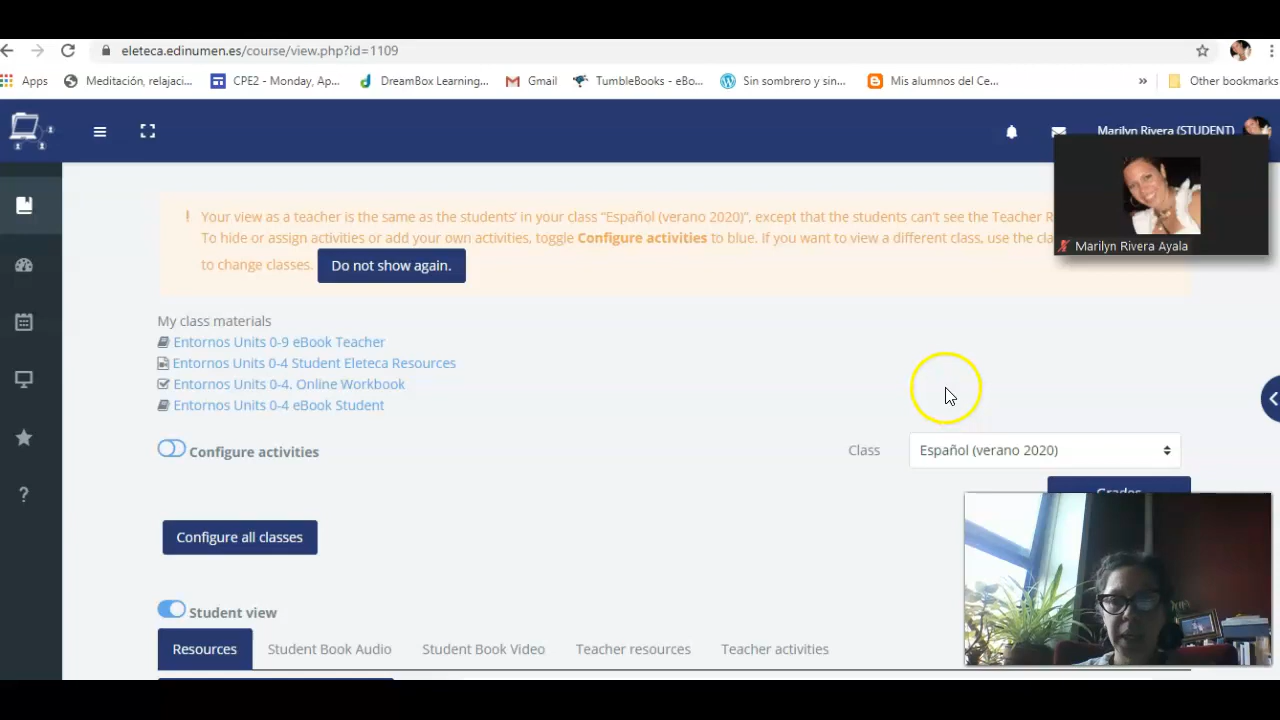 eleteca.edinumen.es/course/view.php?id=1109
Apps Meditación, relajaci... CPE2 - Monday, Ap... DreamBox Learning,... Gmail TumbleBooks - eBo... Sin sombrero y sin... Mis alumnos del Ce... » Other bookmarks
Marilyn Rivera (STUDENT)
! Your view as a teacher is the same as the students' in your class "Español (verano 2020)", except that the students can't see the Teacher R
To hide or assign activities or add your own activities, toggle Configure activities to blue. If you want to view a different class, use the cla
to change classes. Do not show again.
Marilyn Rivera Ayala
My class materials
Entornos Units 0-9 eBook Teacher
Entornos Units 0-4 Student Eleteca Resources
Entornos Units 0-4. Online Workbook
Entornos Units 0-4 eBook Student
Configure activities
Class Español (verano 2020)
Grades
Configure all classes
Student view
Resources Student Book Audio Student Book Video Teacher resources Teacher activities
?